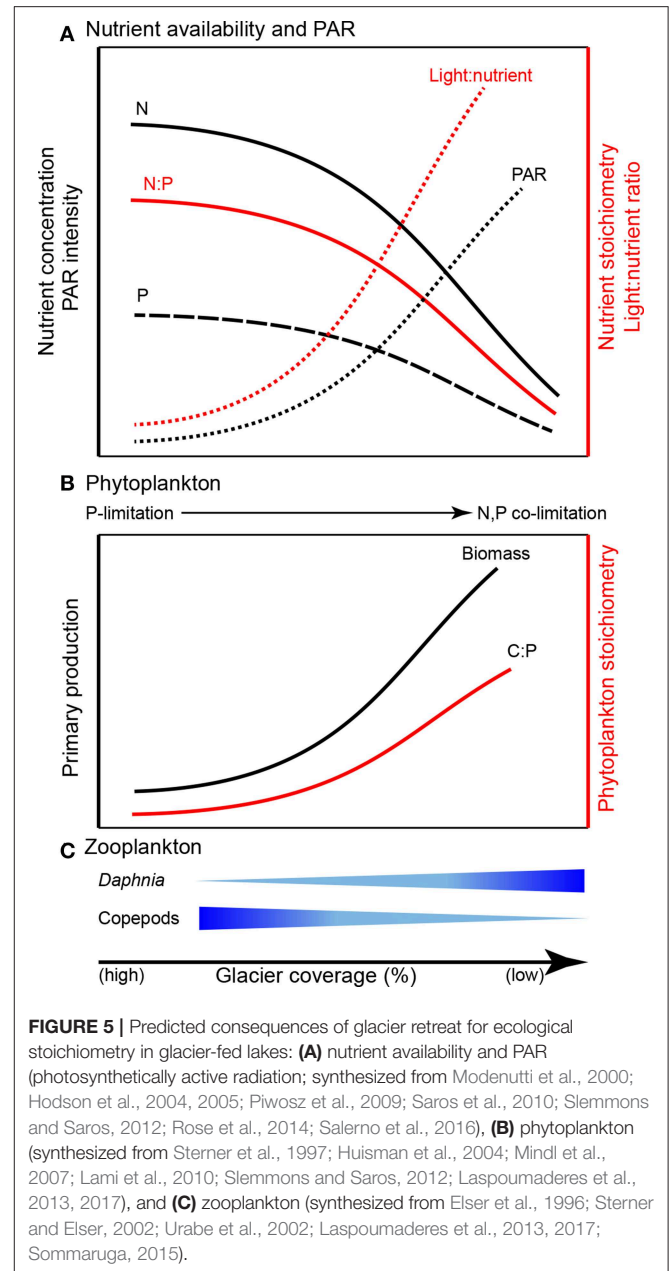 A Nutrient availability and PAR
Light:nutrient
N
PAR
N:P
P
Nutrient concentration
PAR intensity
Nutrient stoichiometry
Light:nutrient ratio
B Phytoplankton
P-limitation
N,P co-limitation
Biomass
C:P
Primary production
Phytoplankton stoichiometry
C Zooplankton
Daphnia
Copepods
(high) Glacier coverage (%) (low)
FIGURE 5 | Predicted consequences of glacier retreat for ecological
stoichiometry in glacier-fed lakes: (A) nutrient availability and PAR
(photosynthetically active radiation; synthesized from Modenutti et al., 2000;
Hodson et al., 2004, 2005; Piwosz et al., 2009; Saros et al., 2010; Slemmons
and Saros, 2012; Rose et al., 2014; Salerno et al., 2016), (B) phytoplankton
(synthesized from Sterner et al., 1997; Huisman et al., 2004; Mindl et al.,
2007; Lami et al., 2010; Slemmons and Saros, 2012; Laspoumaderes et al.,
2013, 2017), and (C) zooplankton (synthesized from Elser et al., 1996; Sterner
and Elser, 2002; Urabe et al., 2002; Laspoumaderes et al., 2013, 2017;
Sommaruga, 2015).